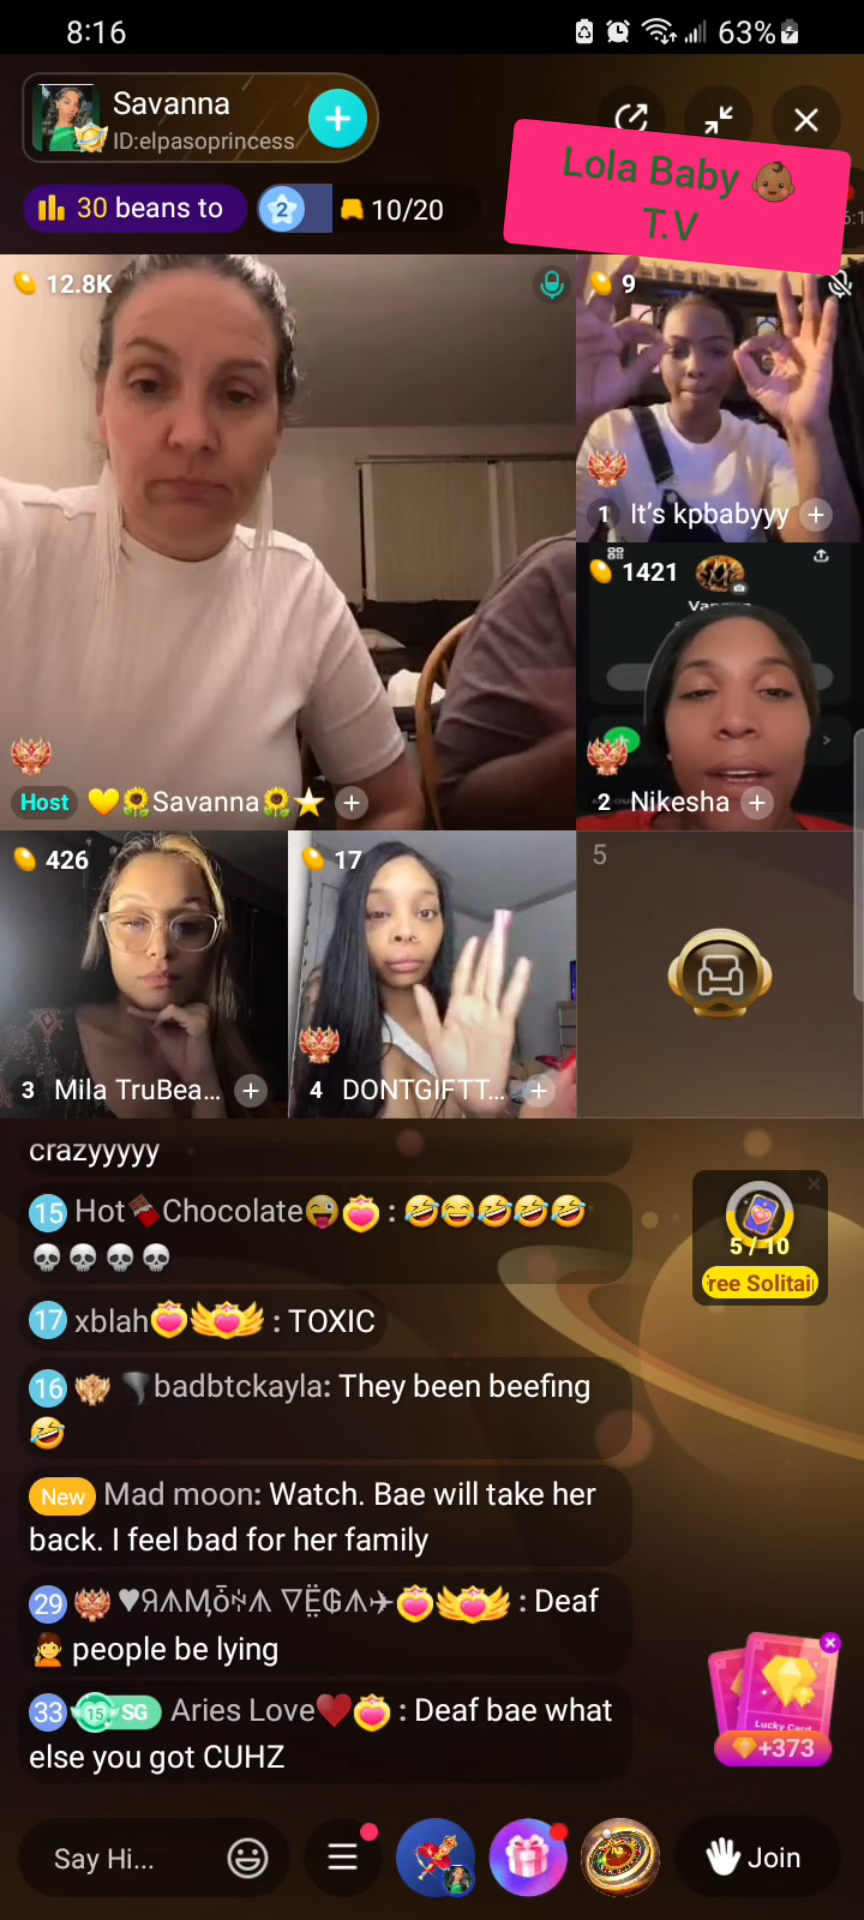 8:16
63%
Savanna
ID:elpasoprincess
Lola Baby 👶🏾
T.V
30 beans to
2
10/20
12.8K
9
1 It's kpbabyyy +
1421
Host 💛🌻Savanna🌻⭐ +
2 Nikesha +
426
17
5
3 Mila TruBea... +
4 DONTGIFTT... +
crazyyyyy
15 Hot🍫Chocolate😜 : 🤣😂🤣🤣🤣
💀💀💀💀
5/10
ree Solitai
17 xblah : TOXIC
16 🌪badbtckayla: They been beefing
🤣
New Mad moon: Watch. Bae will take her
back. I feel bad for her family
29 : Deaf
🧏 people be lying
33 15 SG Aries Love♥ : Deaf bae what
else you got CUHZ
Lucky Card
+373
Say Hi...
Join